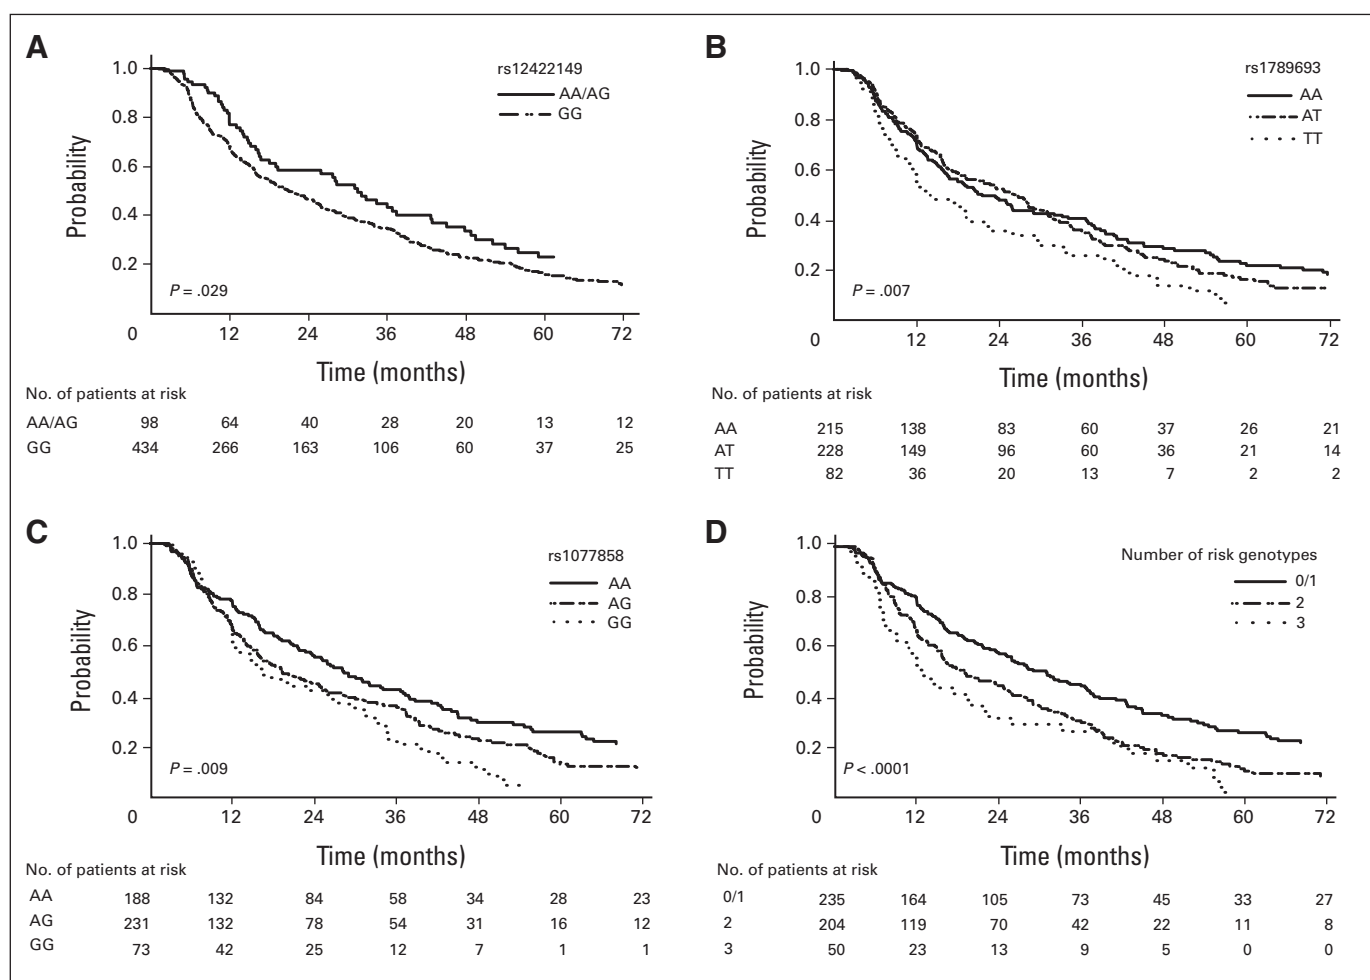 A
rs12422149
AA/AG
GG
1.0
0.8
0.6
0.4
0.2
0
Probability
P = .029
12 24 36 48 60 72
Time (months)
No. of patients at risk
AA/AG 98 64 40 28 20 13 12
GG 434 266 163 106 60 37 25
B
rs1789693
AA
AT
TT
1.0
0.8
0.6
0.4
0.2
0
Probability
P = .007
12 24 36 48 60 72
Time (months)
No. of patients at risk
AA 215 138 83 60 37 26 21
AT 228 149 96 60 36 21 14
TT 82 36 20 13 7 2 2
C
rs1077858
AA
AG
GG
1.0
0.8
0.6
0.4
0.2
0
Probability
P = .009
12 24 36 48 60 72
Time (months)
No. of patients at risk
AA 188 132 84 58 34 28 23
AG 231 132 78 54 31 16 12
GG 73 42 25 12 7 1 1
D
Number of risk genotypes
0/1
2
3
1.0
0.8
0.6
0.4
0.2
0
Probability
P < .0001
12 24 36 48 60 72
Time (months)
No. of patients at risk
0/1 235 164 105 73 45 33 27
2 204 119 70 42 22 11 8
3 50 23 13 9 5 0 0